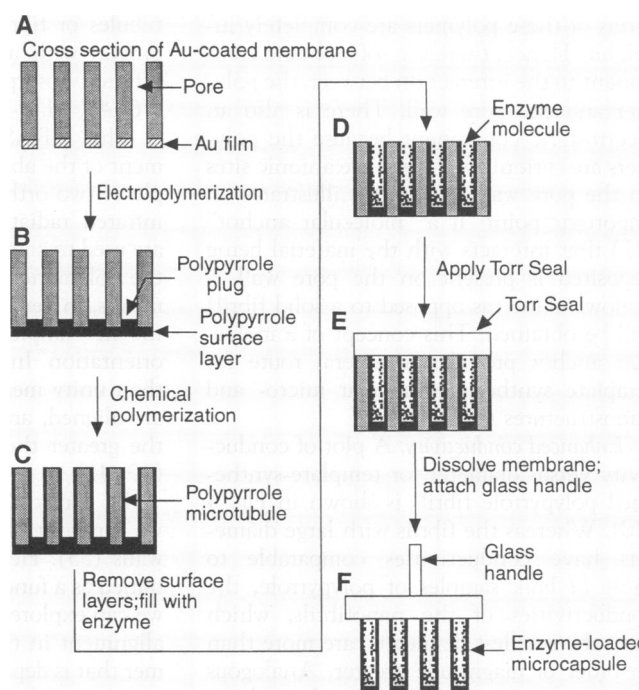 A
Cross section of Au-coated membrane
Pore
Au film
Electropolymerization
B
Polypyrrole
plug
Polypyrrole
surface
layer
Chemical
polymerization
C
Polypyrrole
microtubule
Remove surface
layers;fill with
enzyme
D
Enzyme
molecule
Apply Torr Seal
Torr Seal
E
Dissolve membrane;
attach glass handle
Glass
handle
F
Enzyme-loaded
microcapsule